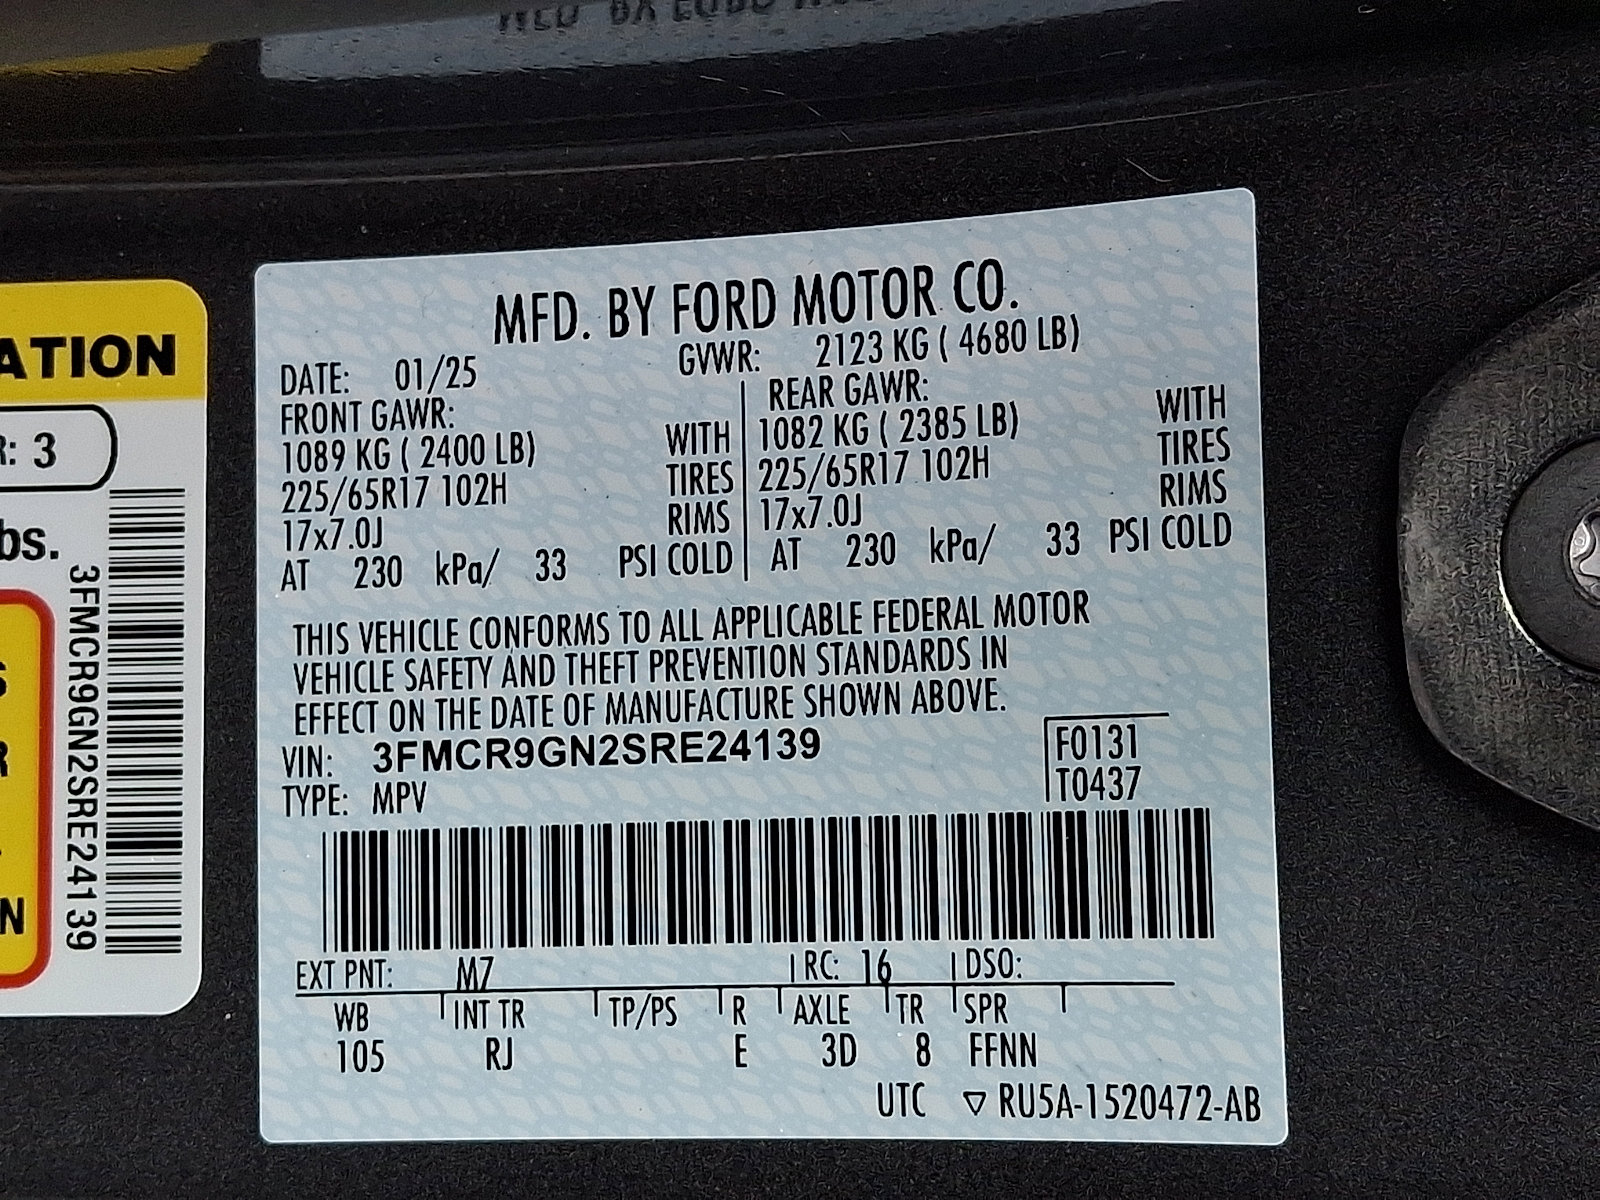 ATION
R: 3
bs.
S
R
N
3FMCR9GN2SRE24139
MFD. BY FORD MOTOR CO.
DATE: 01/25 GVWR: 2123 KG ( 4680 LB)
FRONT GAWR: REAR GAWR:
1089 KG ( 2400 LB) WITH 1082 KG ( 2385 LB) WITH
225/65R17 102H TIRES 225/65R17 102H TIRES
17x7.0J RIMS 17x7.0J RIMS
AT 230 kPa/ 33 PSI COLD AT 230 kPa/ 33 PSI COLD
THIS VEHICLE CONFORMS TO ALL APPLICABLE FEDERAL MOTOR
VEHICLE SAFETY AND THEFT PREVENTION STANDARDS IN
EFFECT ON THE DATE OF MANUFACTURE SHOWN ABOVE.
VIN: 3FMCR9GN2SRE24139 F0131
TYPE: MPV T0437
EXT PNT: M7 RC: 16 DSO:
WB INT TR TP/PS R AXLE TR SPR
105 RJ E 3D 8 FFNN
UTC ▽ RU5A-1520472-AB